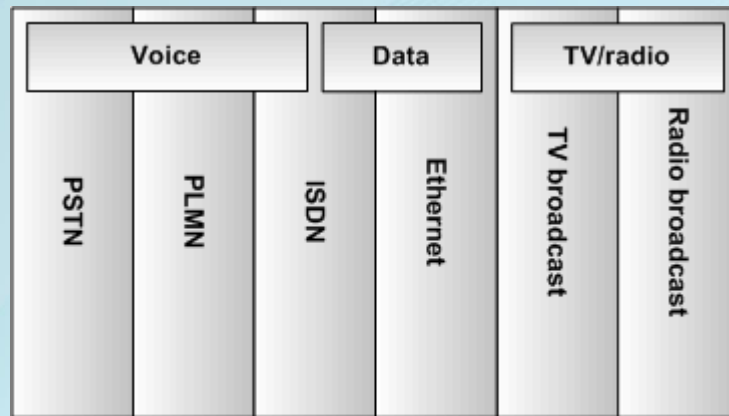 Voice
Data
TV/radio
PSTN
PLMN
ISDN
Ethernet
TV broadcast
Radio broadcast